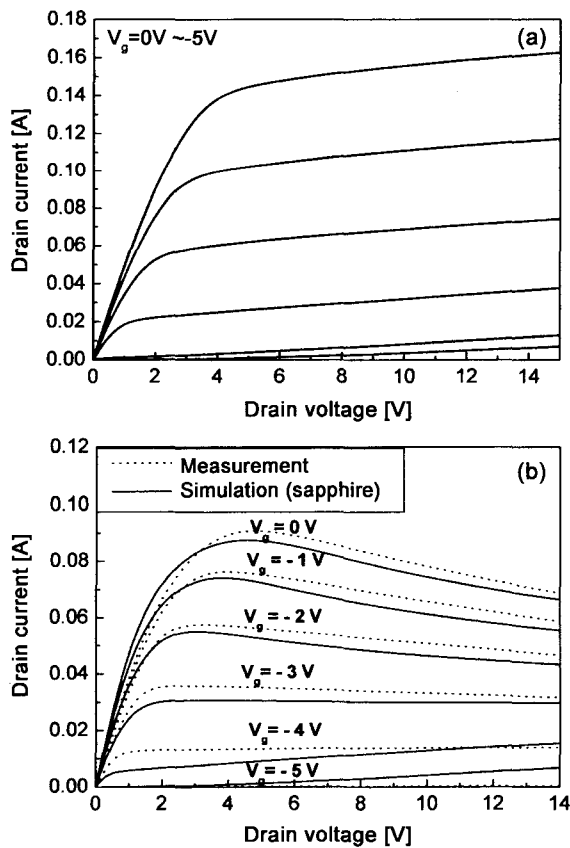 V_g=0V ~-5V
(a)
0.18
0.16
0.14
0.12
0.10
0.08
0.06
0.04
0.02
0.00
Drain current [A]
0 2 4 6 8 10 12 14
Drain voltage [V]
(b)
Measurement
Simulation (sapphire)
V_g= 0 V
V_g= - 1 V
V_g= - 2 V
V_g= - 3 V
V_g= - 4 V
V_g= - 5 V
0.12
0.10
0.08
0.06
0.04
0.02
0.00
Drain current [A]
0 2 4 6 8 10 12 14
Drain voltage [V]